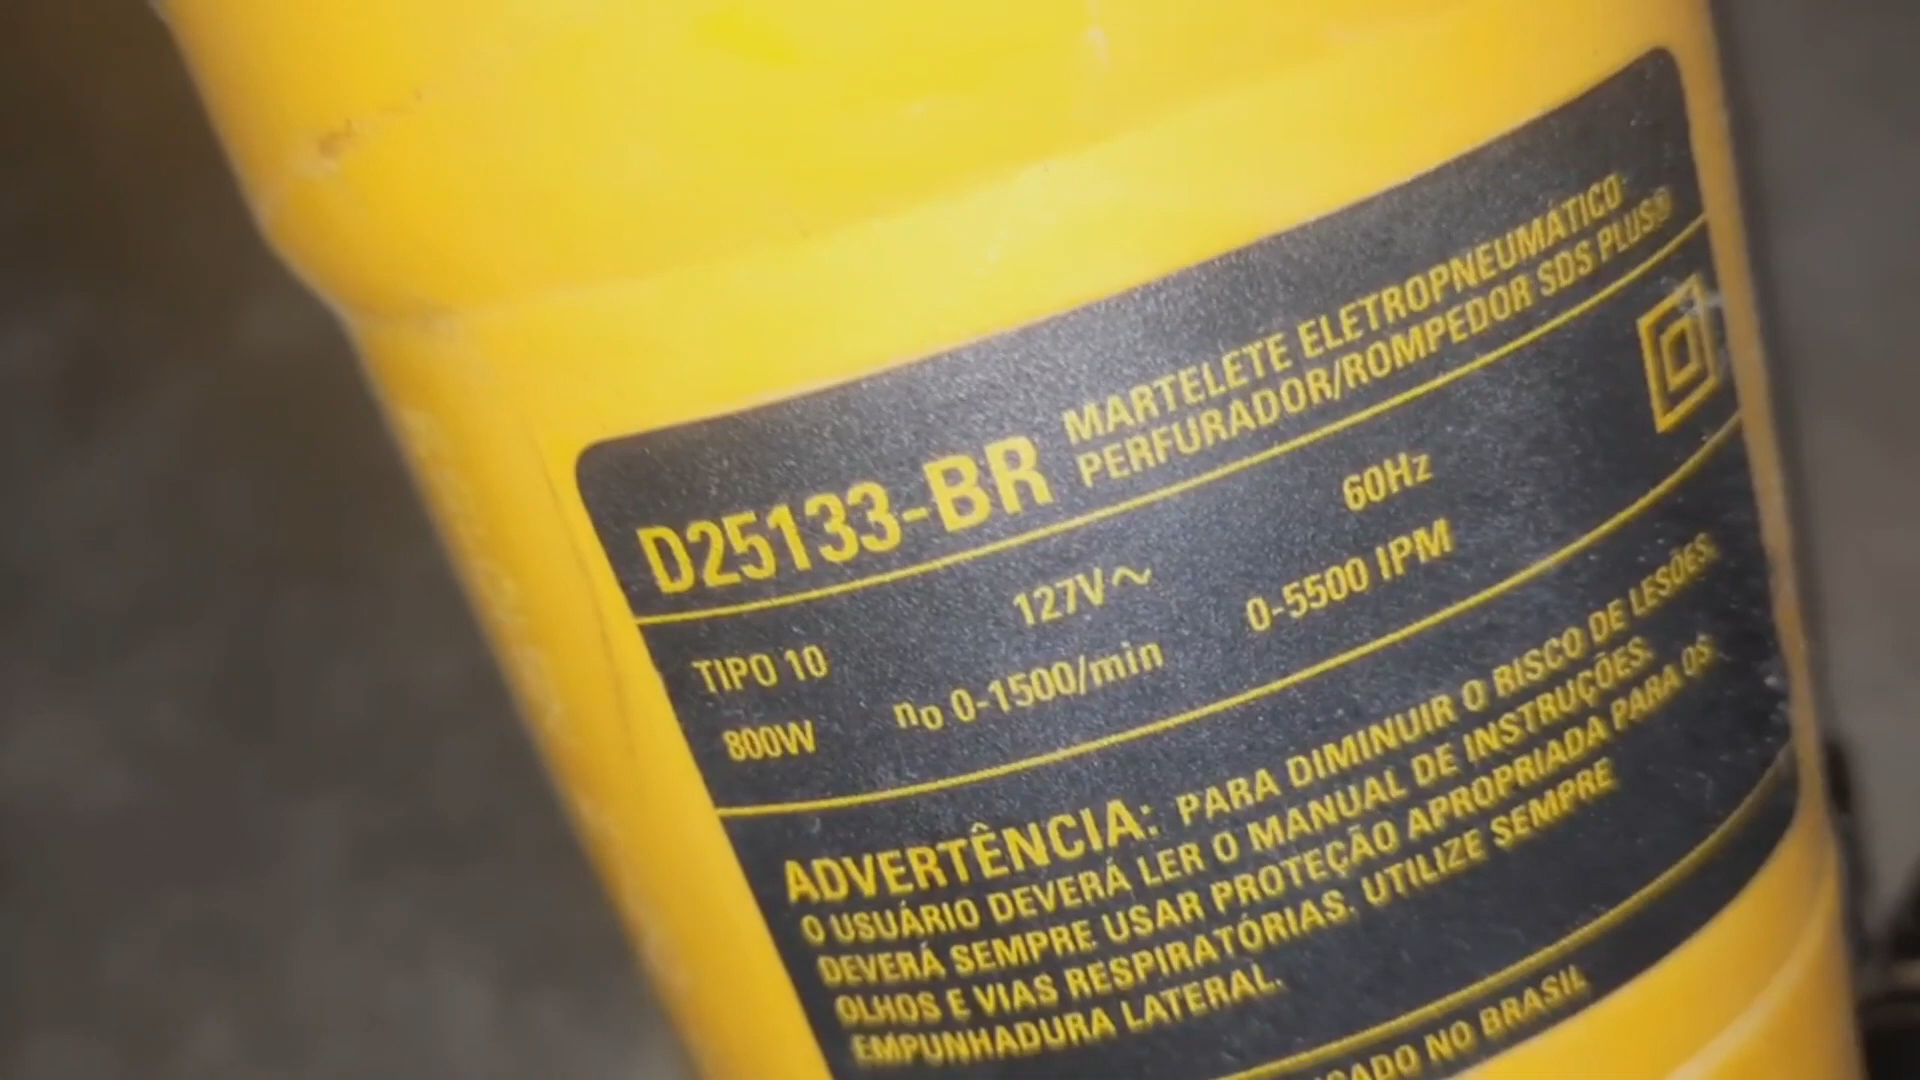 D25133-BR
MARTELETE ELETROPNEUMÁTICO-
PERFURADOR/ROMPEDOR SDS PLUS®
TIPO 10 127V~ 60Hz
800W no 0-1500/min 0-5500 IPM
ADVERTÊNCIA: PARA DIMINUIR O RISCO DE LESÕES,
O USUÁRIO DEVERÁ LER O MANUAL DE INSTRUÇÕES.
DEVERÁ SEMPRE USAR PROTEÇÃO APROPRIADA PARA OS
OLHOS E VIAS RESPIRATÓRIAS. UTILIZE SEMPRE
EMPUNHADURA LATERAL.
NO BRASIL